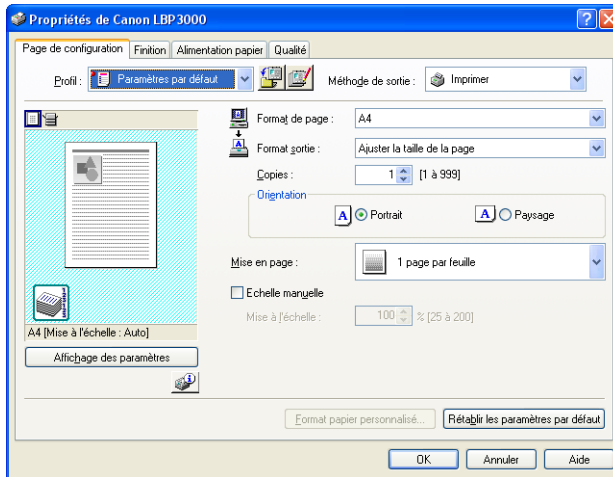 Propriétés de Canon LBP3000
Page de configuration Finition Alimentation papier Qualité
Profil : Paramètres par défaut Méthode de sortie : Imprimer
Format de page : A4
Format sortie : Ajuster la taille de la page
Copies : 1 [1 à 999]
Orientation
A Portrait A Paysage
Mise en page : 1 page par feuille
Echelle manuelle
Mise à l'échelle : 100 % [25 à 200]
A4 [Mise à l'échelle : Auto]
Affichage des paramètres
Format papier personnalisé... Rétablir les paramètres par défaut
OK Annuler Aide